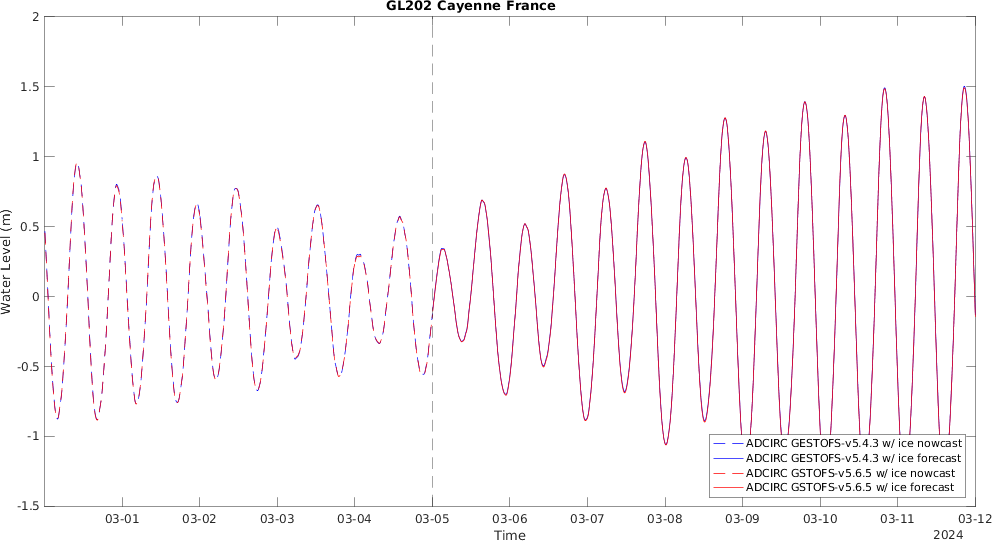 GL202 Cayenne France
2
1.5
1
0.5
0
-0.5
-1
-1.5
Water Level (m)
03-01 03-02 03-03 03-04 03-05 03-06 03-07 03-08 03-09 03-10 03-11 03-12
Time
2024
ADCIRC GESTOFS-v5.4.3 w/ ice nowcast
ADCIRC GESTOFS-v5.4.3 w/ ice forecast
ADCIRC GSTOFS-v5.6.5 w/ ice nowcast
ADCIRC GSTOFS-v5.6.5 w/ ice forecast